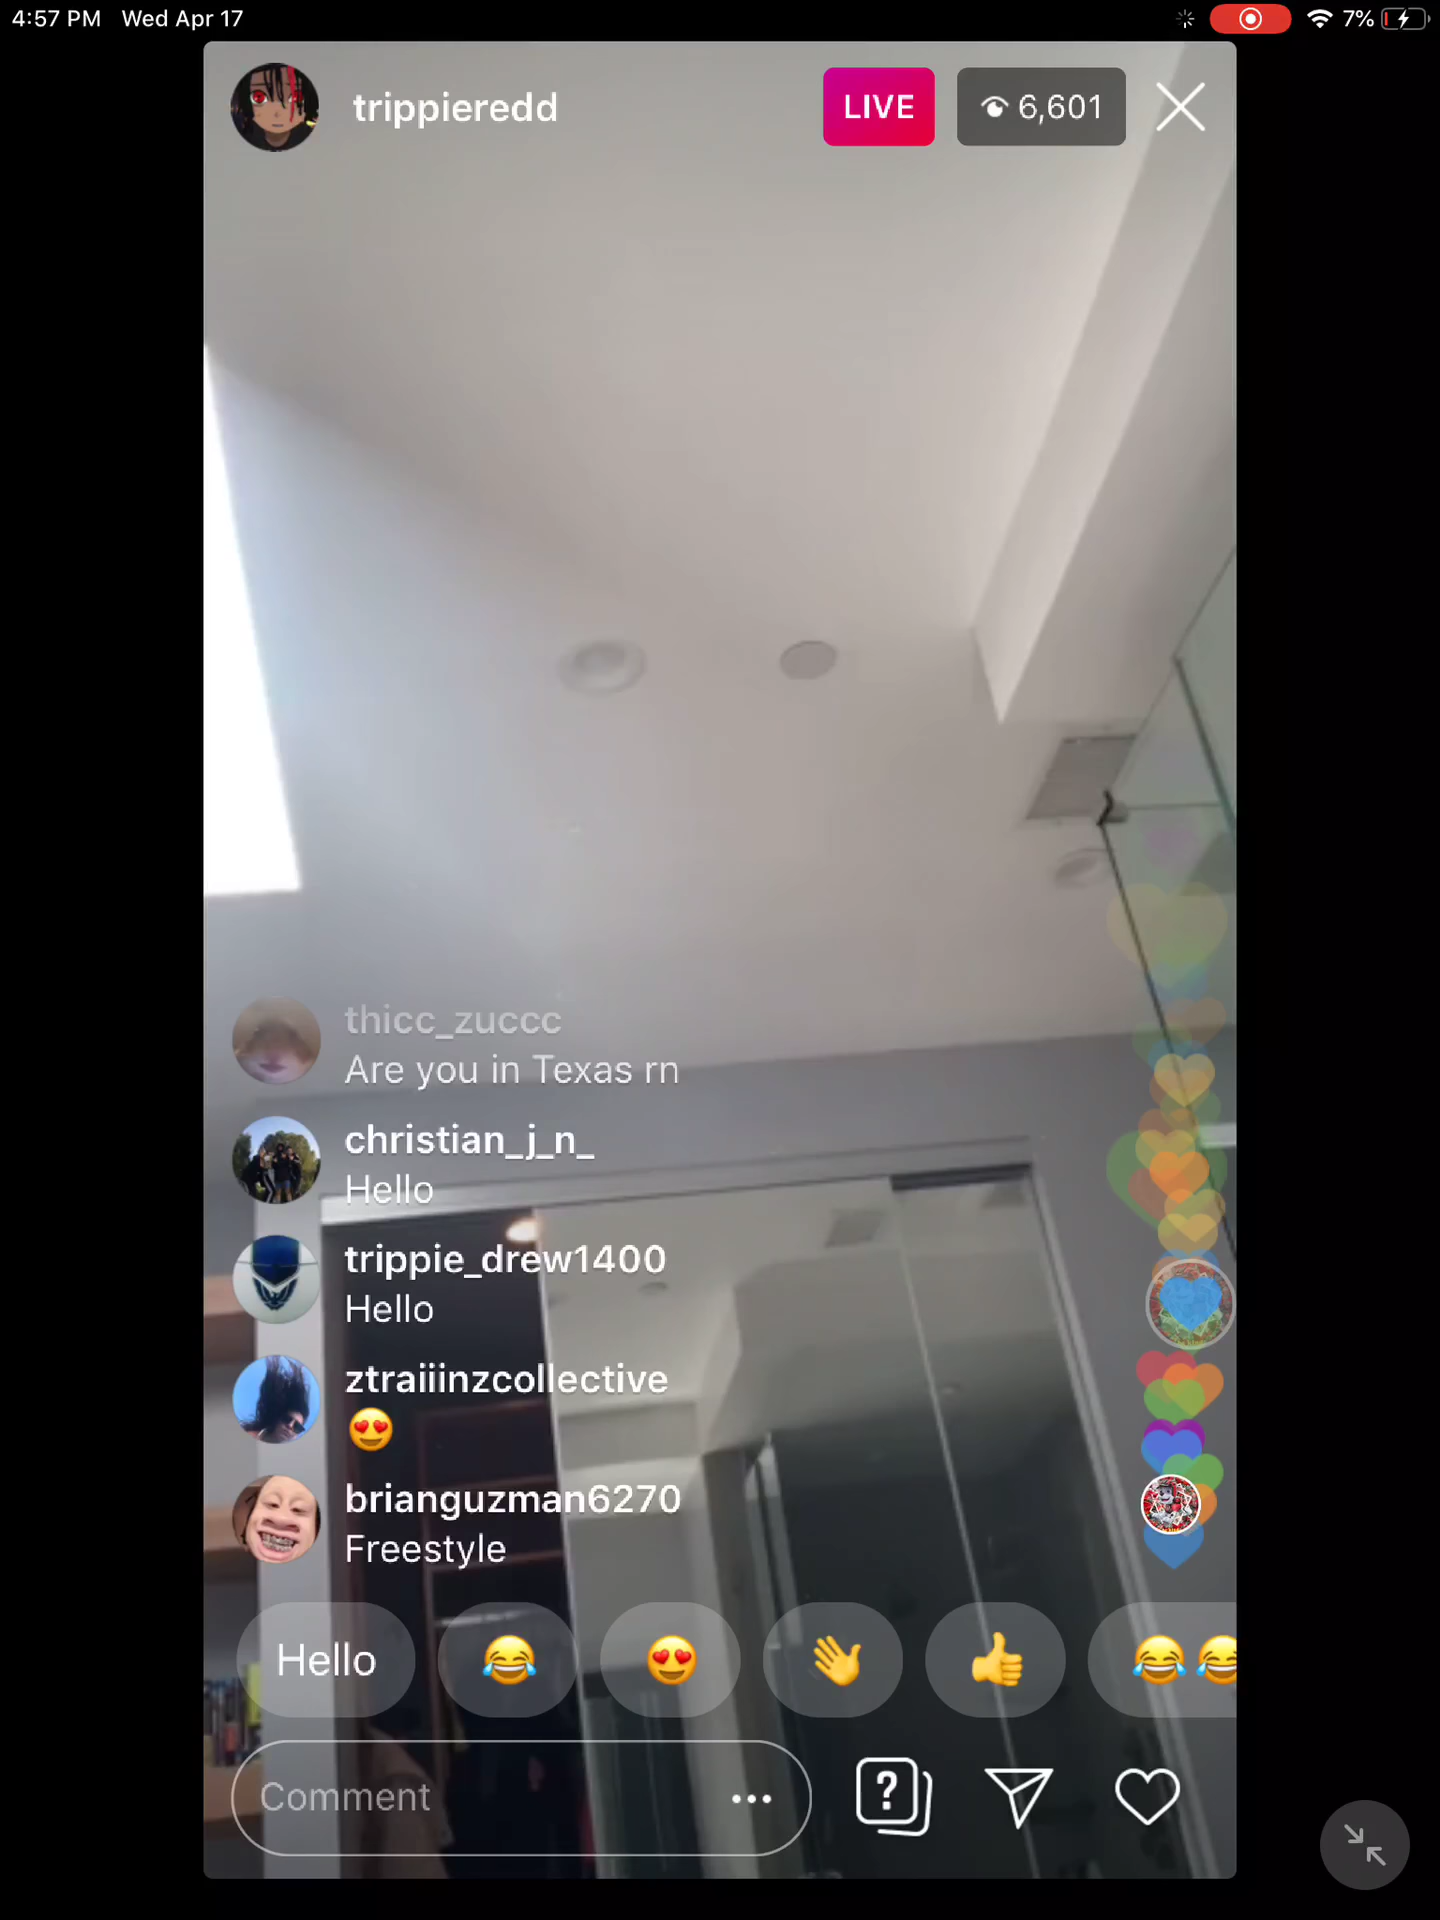 4:57 PM Wed Apr 17
7%
trippieredd
LIVE
6,601
thicc_zuccc
Are you in Texas rn
christian_j_n_
Hello
trippie_drew1400
Hello
ztraiiinzcollective
😍
brianguzman6270
Freestyle
Hello 😂 😍 👋 👍 😂😂
Comment
?